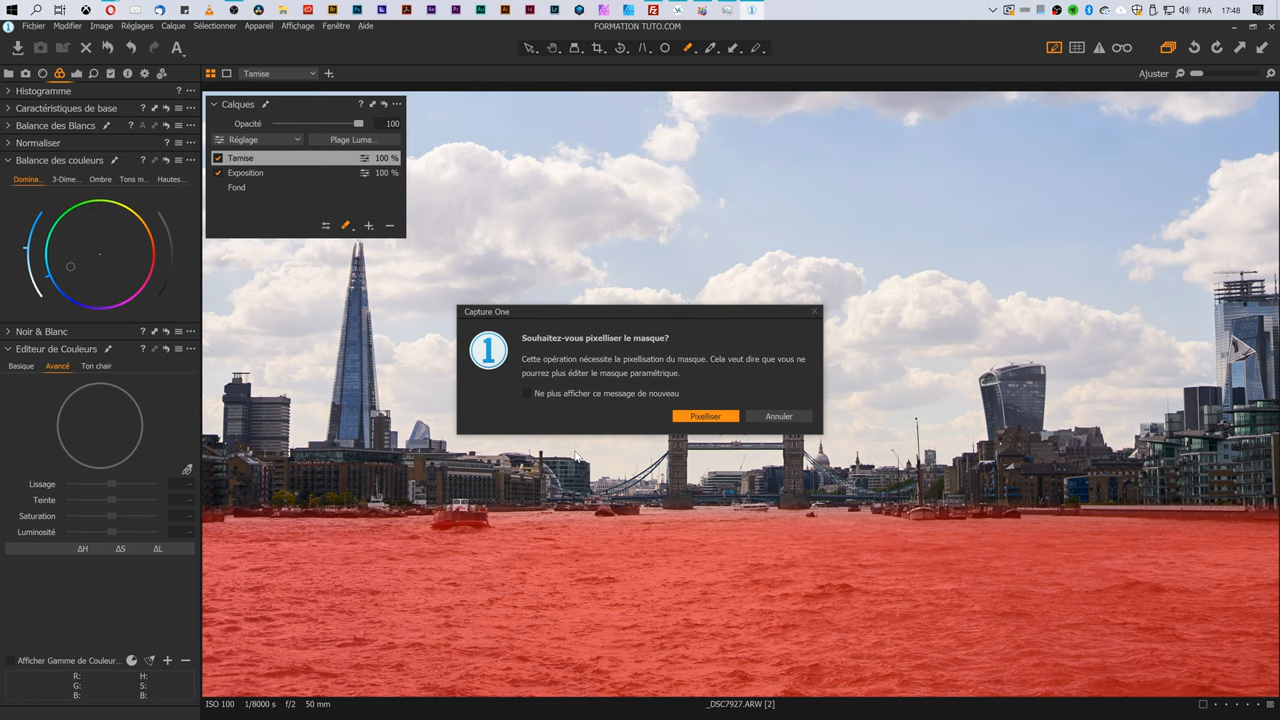 FRA
17:48
Fichier Modifier Image Réglages Calque Sélectionner Appareil Affichage Fenêtre Aide
FORMATION TUTO.COM
Tamise
Ajuster
Histogramme
Caractéristiques de base
Balance des Blancs
Normaliser
Balance des couleurs
Domina... 3-Dime... Ombre Tons m... Hautes...
Noir & Blanc
Editeur de Couleurs
Basique Avancé Ton chair
Lissage --
Teinte --
Saturation --
Luminosité --
ΔH ΔS ΔL
Afficher Gamme de Couleur...
R: H:
G: S:
B: B:
Calques
Opacité 100
Réglage Plage Luma...
Tamise 100 %
Exposition 100 %
Fond
Capture One
1
Souhaitez-vous pixelliser le masque?
Cette opération nécessite la pixellisation du masque. Cela veut dire que vous ne
pourrez plus éditer le masque paramétrique.
Ne plus afficher ce message de nouveau
Pixelliser Annuler
ISO 100 1/8000 s f/2 50 mm
_DSC7927.ARW [2]